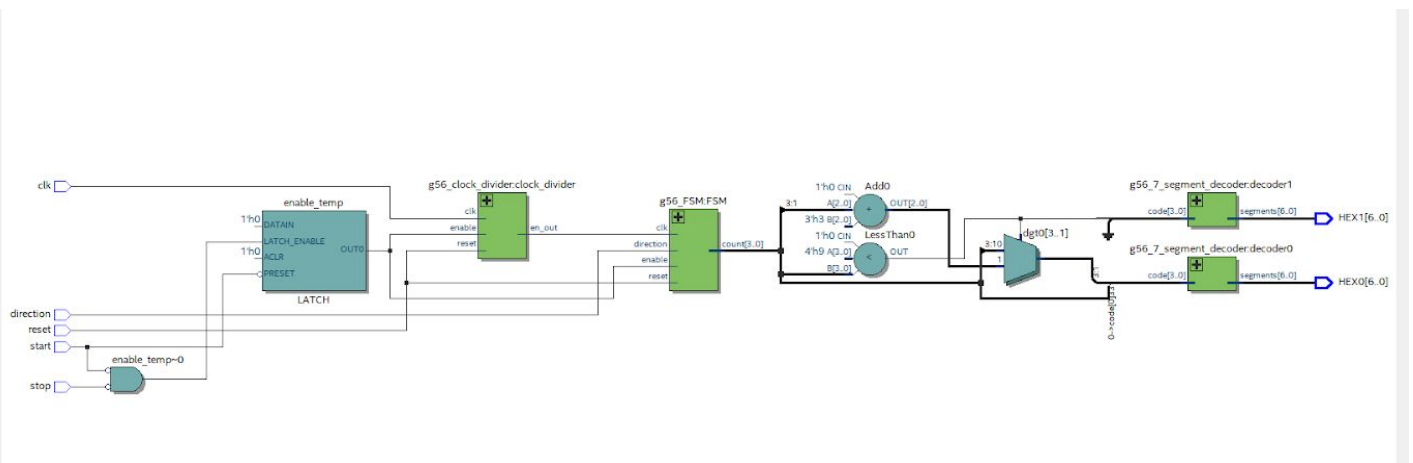 clk
direction
reset
start
stop
enable_temp
1'h0
DATAIN
LATCH_ENABLE
1'h0
ACLR
PRESET
OUT0
LATCH
enable_temp~0
g56_clock_divider:clock_divider
clk
enable
reset
en_out
g56_FSM:FSM
clk
direction
enable
reset
count[3..0]
3:1
1'h0 CIN
Add0
A[2..0]
OUT[2..0]
3'h3 B[2..0]
+
1'h0 CIN
LessThan0
4'h9 A[3..0]
OUT
B[3..0]
<
dgt0[3..1]
3:10
1
0->code[0]
g56_7_segment_decoder:decoder1
code[3..0]
segments[6..0]
HEX1[6..0]
g56_7_segment_decoder:decoder0
code[3..0]
segments[6..0]
HEX0[6..0]